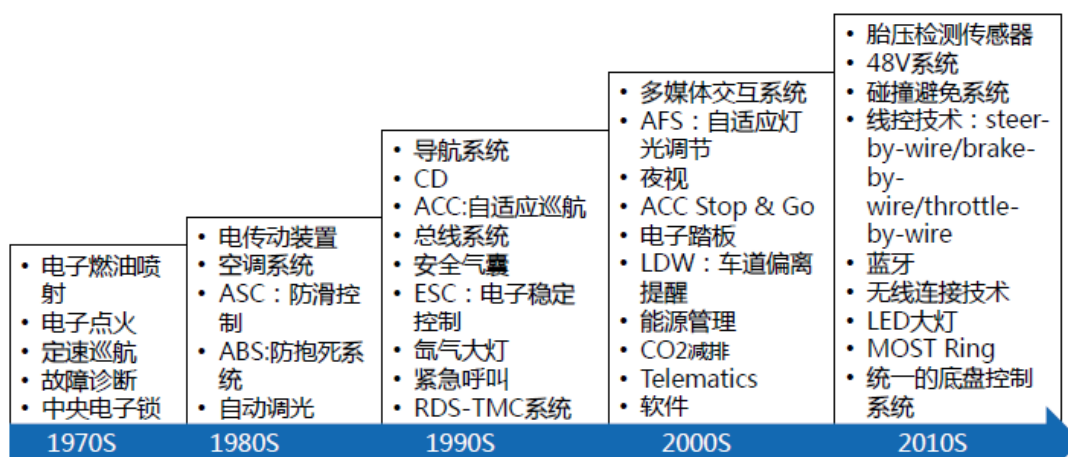 • 电子燃油喷
射
• 电子点火
• 定速巡航
• 故障诊断
• 中央电子锁
1970S
• 电传动装置
• 空调系统
• ASC：防滑控
制
• ABS:防抱死系
统
• 自动调光
1980S
• 导航系统
• CD
• ACC:自适应巡航
• 总线系统
• 安全气囊
• ESC：电子稳定
控制
• 氙气大灯
• 紧急呼叫
• RDS-TMC系统
1990S
• 多媒体交互系统
• AFS：自适应灯
光调节
• 夜视
• ACC Stop & Go
• 电子踏板
• LDW：车道偏离
提醒
• 能源管理
• CO2减排
• Telematics
• 软件
2000S
• 胎压检测传感器
• 48V系统
• 碰撞避免系统
• 线控技术：steer-
by-wire/brake-
by-
wire/throttle-
by-wire
• 蓝牙
• 无线连接技术
• LED大灯
• MOST Ring
• 统一的底盘控制
系统
2010S